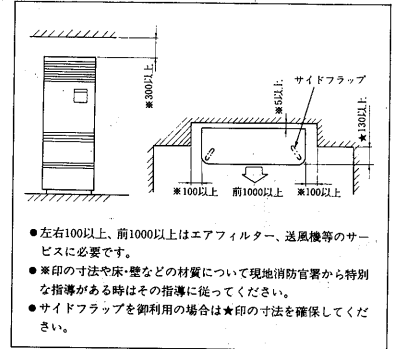 ※300以上
※5以上
サイドフラップ
★130以上
※100以上
前1000以上
※100以上
●左右100以上、前1000以上はエアフィルター、送風機等のサー
ビスに必要です。
●※印の寸法や床・壁などの材質について現地消防官署から特別
な指導がある時はその指導に従ってください。
●サイドフラップを御利用の場合は★印の寸法を確保してくだ
さい。